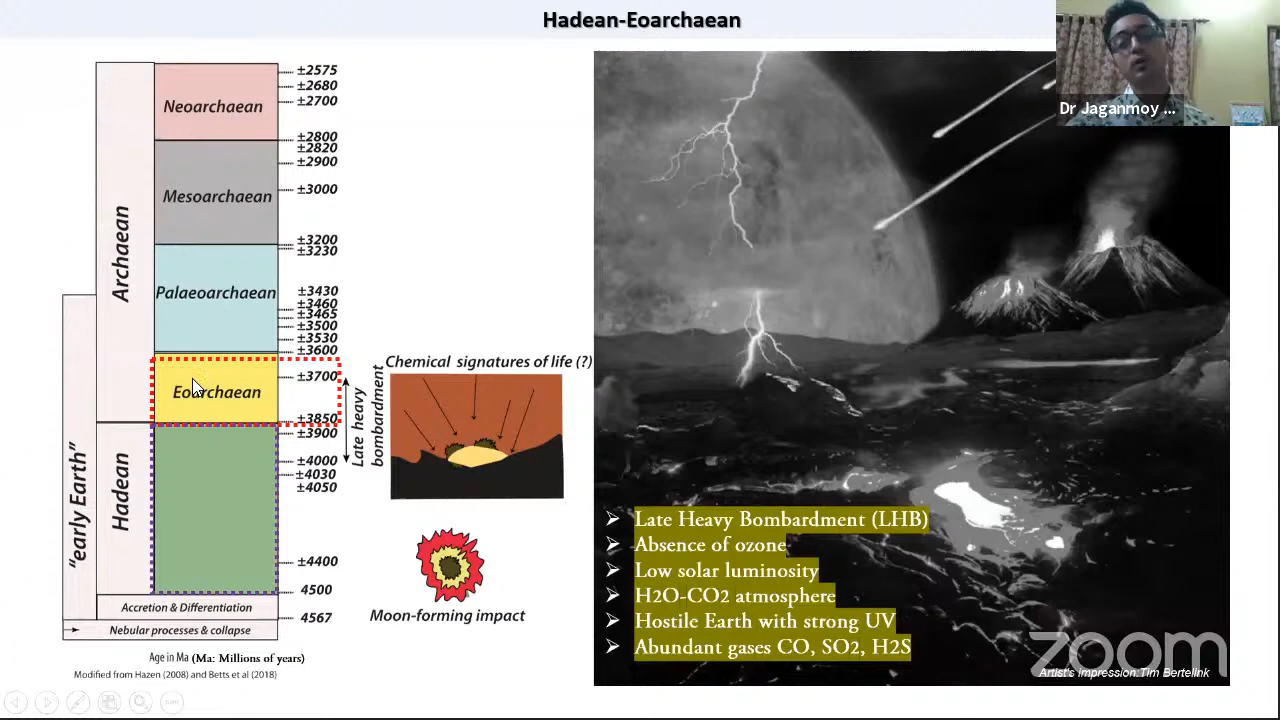 Hadean-Eoarchaean
Dr Jaganmoy ...
Neoarchaean
Mesoarchaean
Palaeoarchaean
Eoarchaean
Archaean
Hadean
"early Earth"
±2575
±2680
±2700
±2800
±2820
±2900
±3000
±3200
±3230
±3430
±3460
±3465
±3500
±3530
±3600
±3700
±3850
±3900
±4000
±4030
±4050
±4400
4500
4567
Late heavy
bombardment
Chemical signatures of life (?)
Moon-forming impact
Accretion & Differentiation
Nebular processes & collapse
Age in Ma (Ma: Millions of years)
Modified from Hazen (2008) and Betts et al (2018)
➢ Late Heavy Bombardment (LHB)
➢ Absence of ozone
➢ Low solar luminosity
➢ H2O-CO2 atmosphere
➢ Hostile Earth with strong UV
➢ Abundant gases CO, SO2, H2S
zoom
Artist's impression:Tim Bertelink